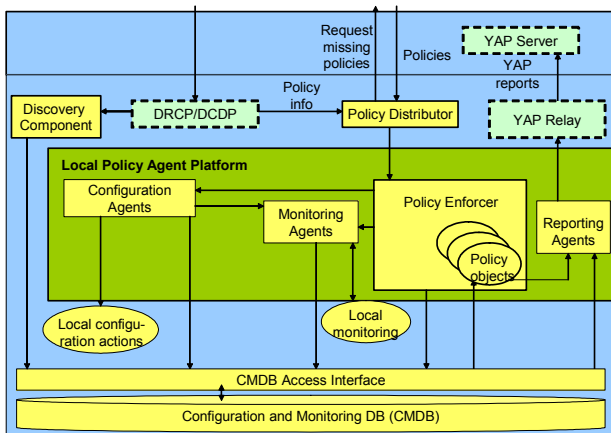 Request
missing
policies
Policies
YAP Server
YAP
reports
Policy
info
Discovery
Component
DRCP/DCDP
Policy Distributor
YAP Relay
Local Policy Agent Platform
Configuration
Agents
Monitoring
Agents
Policy Enforcer
Policy
objects
Reporting
Agents
Local configu-
ration actions
Local
monitoring
CMDB Access Interface
Configuration and Monitoring DB (CMDB)